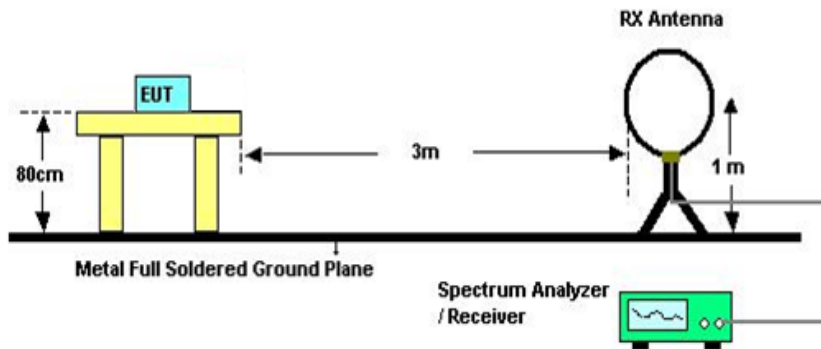 RX Antenna
EUT
3m
80cm
1 m
Metal Full Soldered Ground Plane
Spectrum Analyzer
/ Receiver